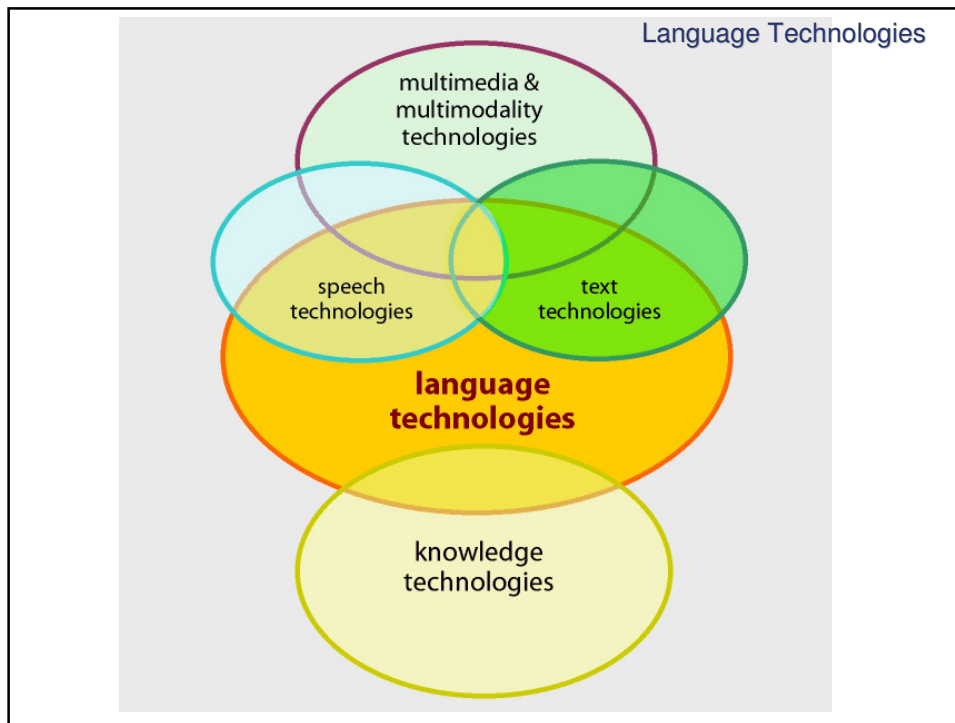 Language Technologies
multimedia &
multimodality
technologies
speech
technologies
text
technologies
language
technologies
knowledge
technologies